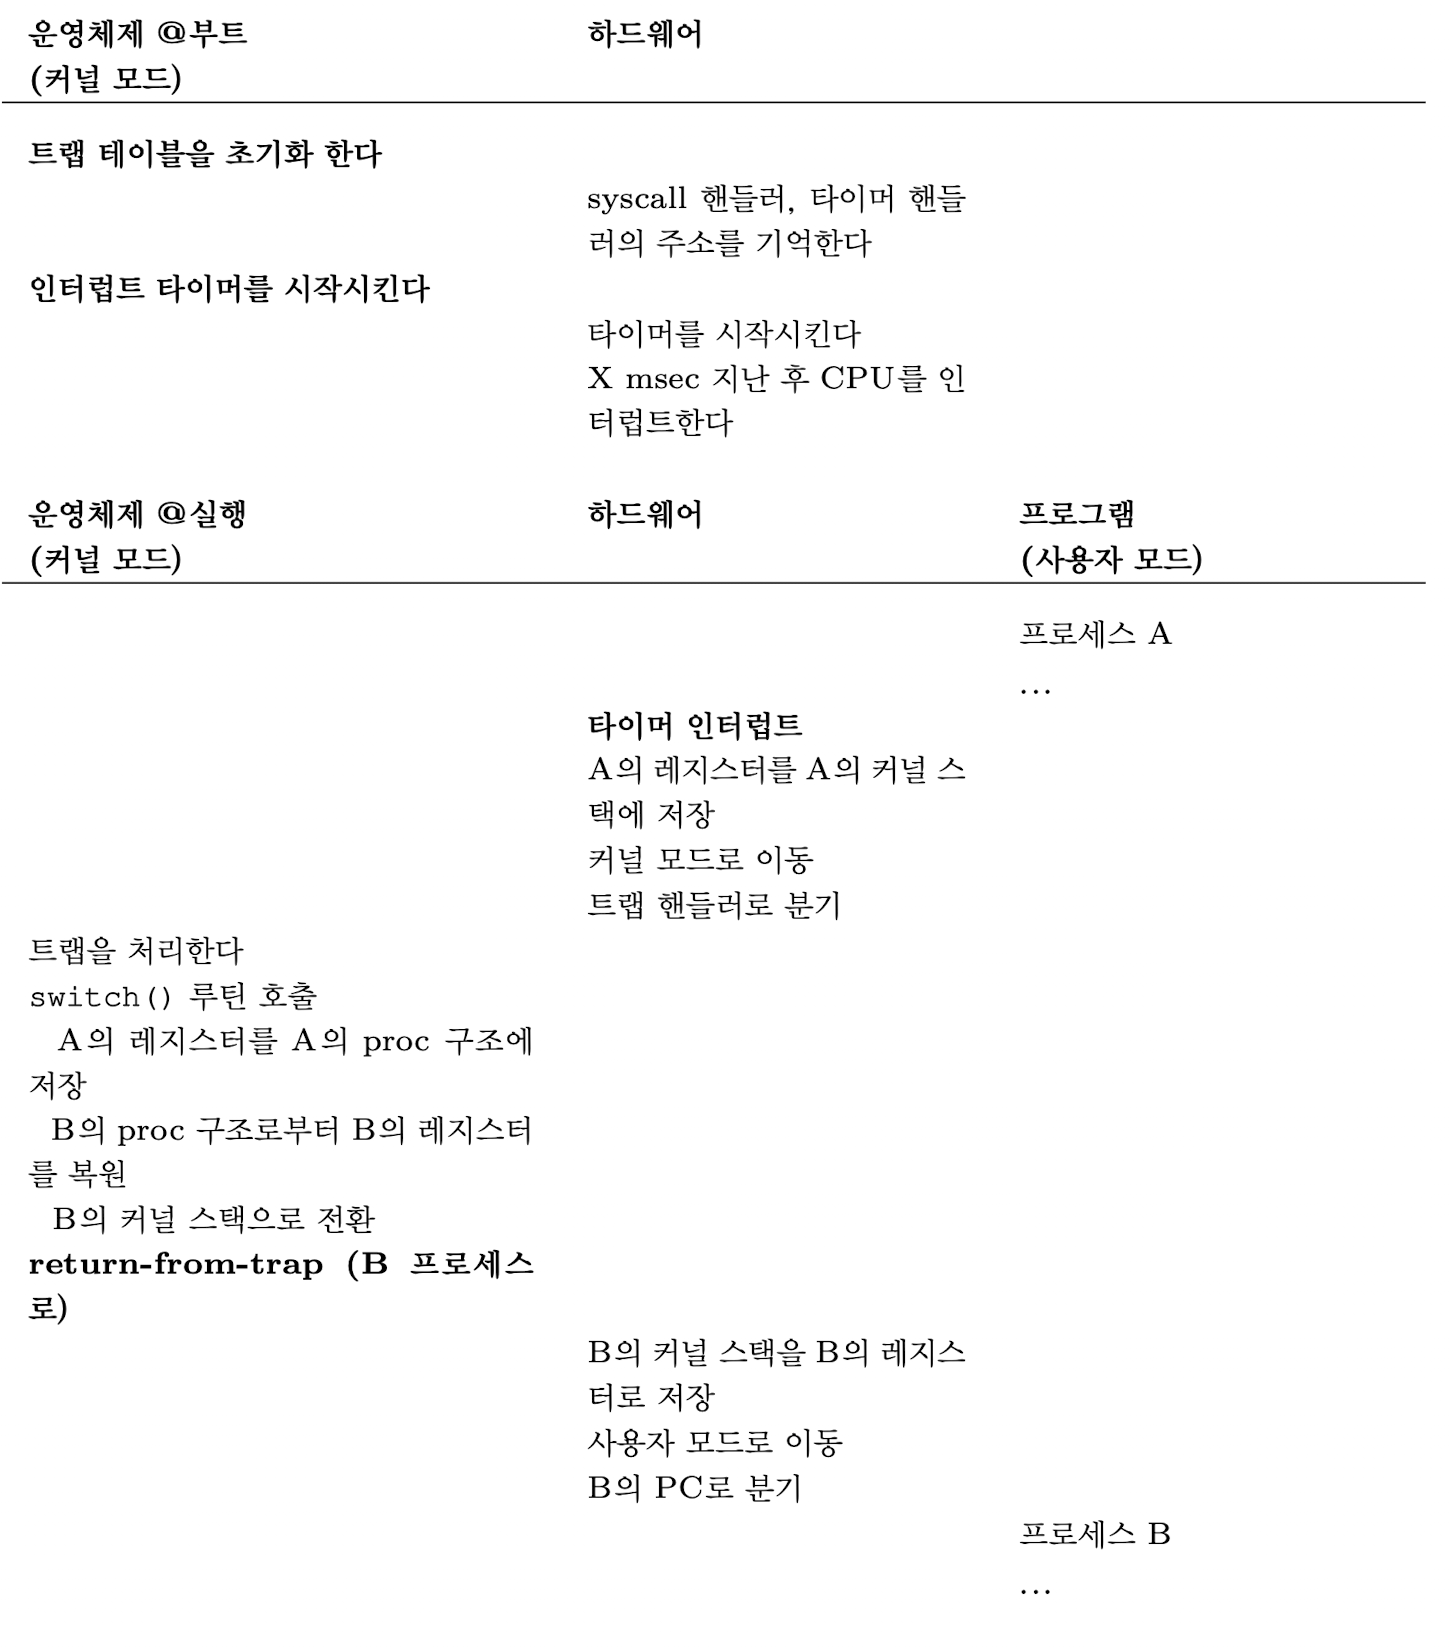 운영체제 @부트 하드웨어
(커널 모드)
트랩 테이블을 초기화 한다
syscall 핸들러, 타이머 핸들
러의 주소를 기억한다
인터럽트 타이머를 시작시킨다
타이머를 시작시킨다
X msec 지난 후 CPU를 인
터럽트한다
운영체제 @실행 하드웨어 프로그램
(커널 모드) (사용자 모드)
프로세스 A
...
타이머 인터럽트
A의 레지스터를 A의 커널 스
택에 저장
커널 모드로 이동
트랩 핸들러로 분기
트랩을 처리한다
switch() 루틴 호출
A의 레지스터를 A의 proc 구조에
저장
B의 proc 구조로부터 B의 레지스터
를 복원
B의 커널 스택으로 전환
return-from-trap (B 프로세스
로)
B의 커널 스택을 B의 레지스
터로 저장
사용자 모드로 이동
B의 PC로 분기
프로세스 B
...